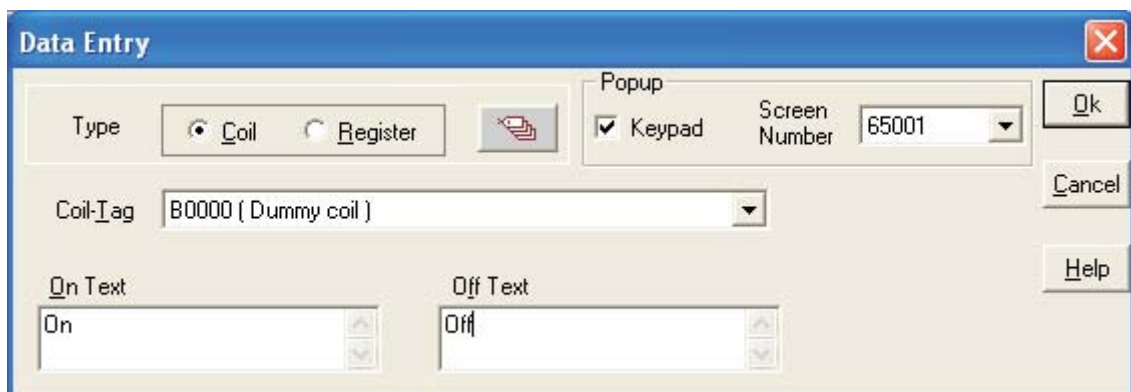 Data Entry
Type
Coil
Register
Popup
Keypad
Screen
Number
65001
Ok
Cancel
Help
Coil-Tag
B0000 ( Dummy coil )
On Text
Off Text
On
Off